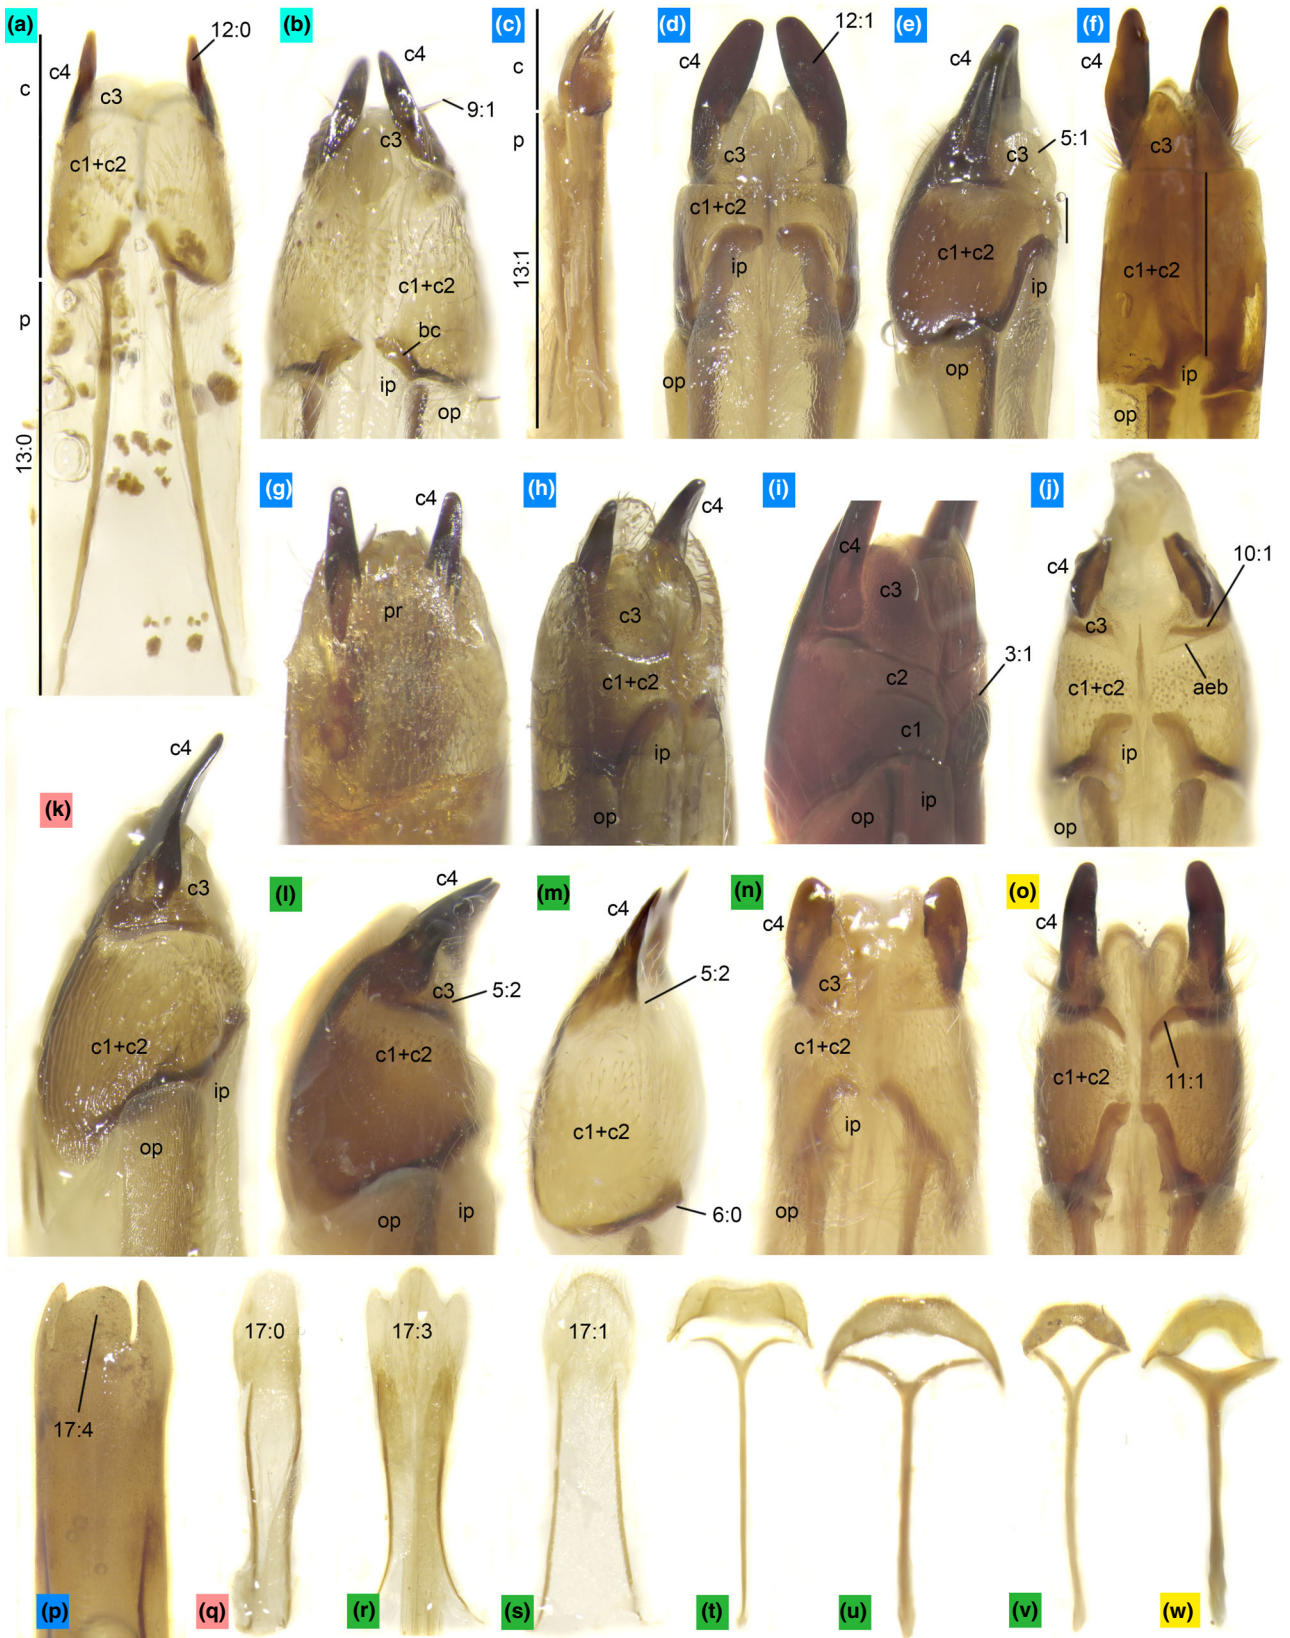 (a)
12:0
c4
c
c3
c1+c2
p
13:0
(b)
c4
9:1
c3
c1+c2
bc
ip
op
(c)
c
p
13:1
(d)
12:1
c4
c3
c1+c2
ip
op
(e)
c4
5:1
c3
c1+c2
ip
op
(f)
c4
c3
c1+c2
ip
op
(g)
c4
pr
(h)
c4
c3
c1+c2
ip
op
(i)
c4
c3
3:1
c2
c1
ip
op
(j)
c4
10:1
c3
c1+c2
aeb
ip
op
(k)
c4
c3
c1+c2
ip
op
(l)
c4
c3
5:2
c1+c2
op
ip
(m)
c4
5:2
c1+c2
6:0
(n)
c4
c3
c1+c2
ip
op
(o)
c4
c1+c2
11:1
17:4
(p)
17:0
(q)
17:3
(r)
17:1
(s)
(t)
(u)
(v)
(w)